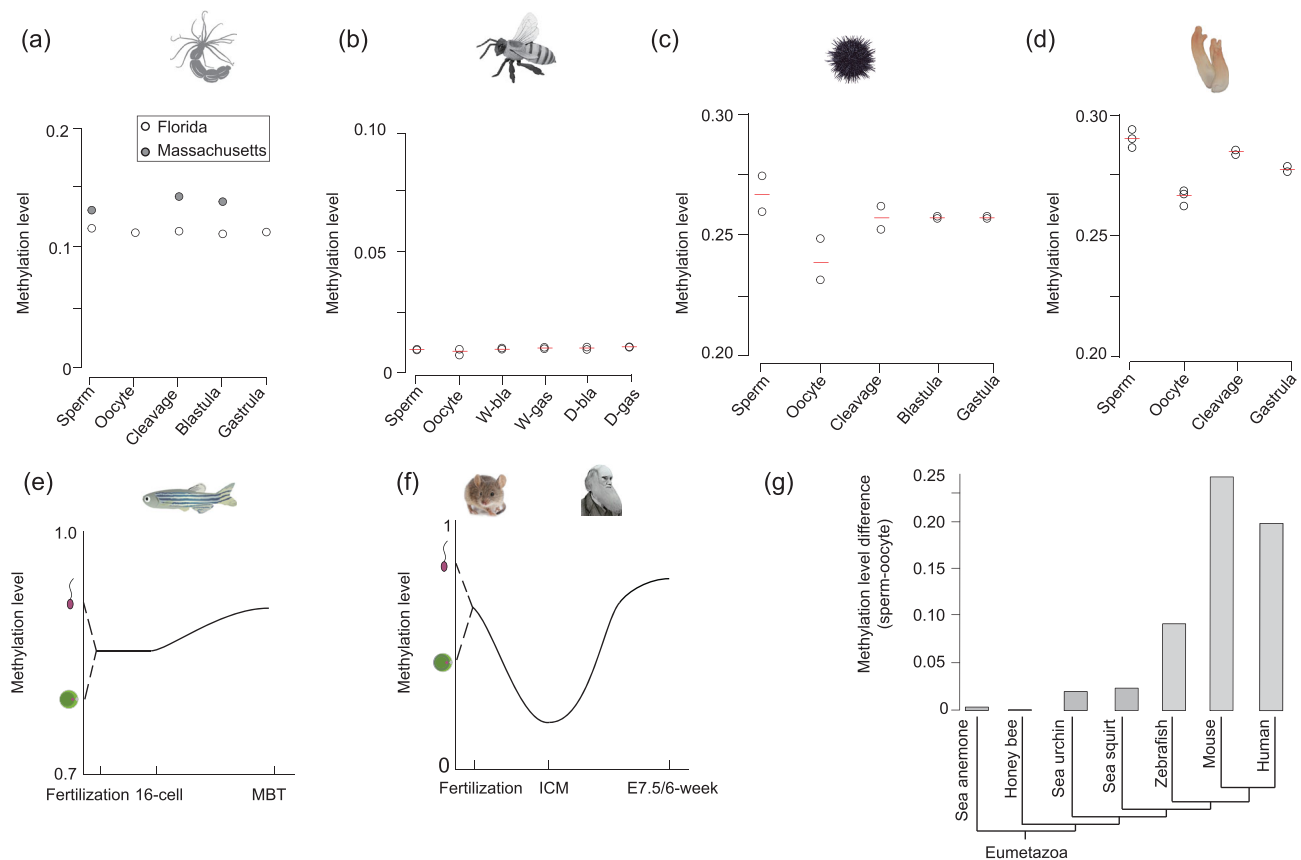 (a)
Methylation level
0.2
0.1
0
Florida
Massachusetts
Sperm
Oocyte
Cleavage
Blastula
Gastrula
(b)
Methylation level
0.10
0.05
0
Sperm
Oocyte
W-bla
W-gas
D-bla
D-gas
(c)
Methylation level
0.30
0.25
0.20
Sperm
Oocyte
Cleavage
Blastula
Gastula
(d)
Methylation level
0.30
0.25
0.20
Sperm
Oocyte
Cleavage
Gastrula
(e)
Methylation level
1.0
0.7
Fertilization 16-cell MBT
(f)
Methylation level
1
0
Fertilization ICM E7.5/6-week
(g)
Methylation level difference
(sperm-oocyte)
0.25
0.20
0.15
0.10
0.05
0
Sea anemone
Honey bee
Sea urchin
Sea squirt
Zebrafish
Mouse
Human
Eumetazoa